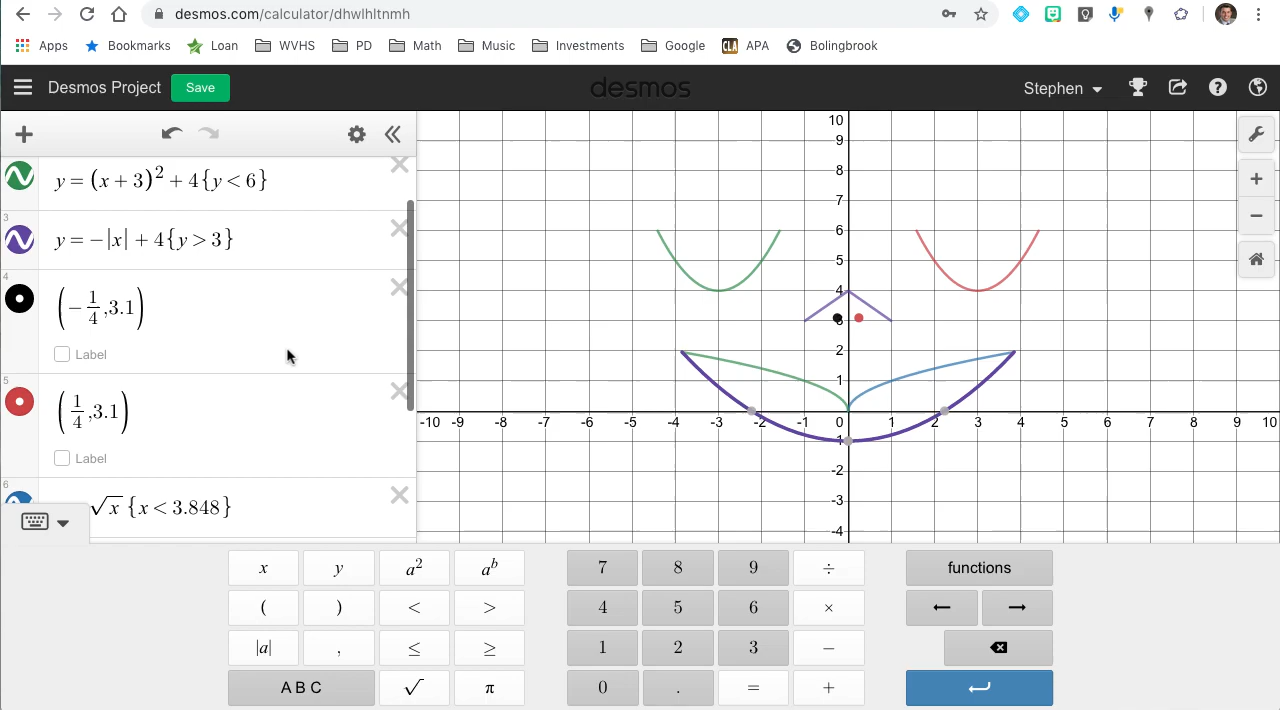 desmos.com/calculator/dhwlhltnmh
Apps Bookmarks Loan WVHS PD Math Music Investments Google CLA APA Bolingbrook
Desmos Project Save desmos Stephen
y = (x + 3)² + 4{y < 6}
3
y = −|x| + 4{y > 3}
4
(−1/4, 3.1)
Label
5
(1/4, 3.1)
Label
6
√x {x < 3.848}
10
9
8
7
6
5
4
3
2
1
-10 -9 -8 -7 -6 -5 -4 -3 -2 -1 0 1 2 3 4 5 6 7 8 9 10
-1
-2
-3
-4
x y a² aᵇ 7 8 9 ÷ functions
( ) < > 4 5 6 × ← →
|a| , ≤ ≥ 1 2 3 −
A B C √ π 0 . = +